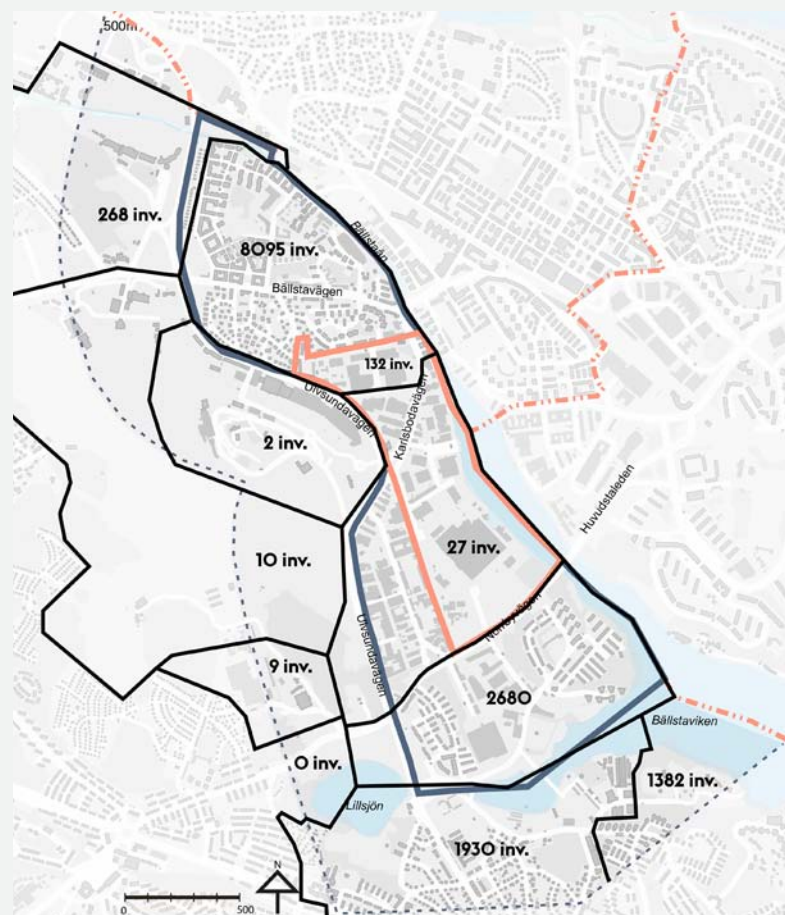 500m
268 inv.
8095 inv.
Bällstaån
Bällstavägen
132 inv.
Ulvsundavägen
Karlsbodavägen
2 inv.
Huvudstaleden
27 inv.
10 inv.
Norrbyvägen
Ulvsundavägen
9 inv.
2680
Bällstaviken
0 inv.
1382 inv.
Lillsjön
1930 inv.
N
0
500